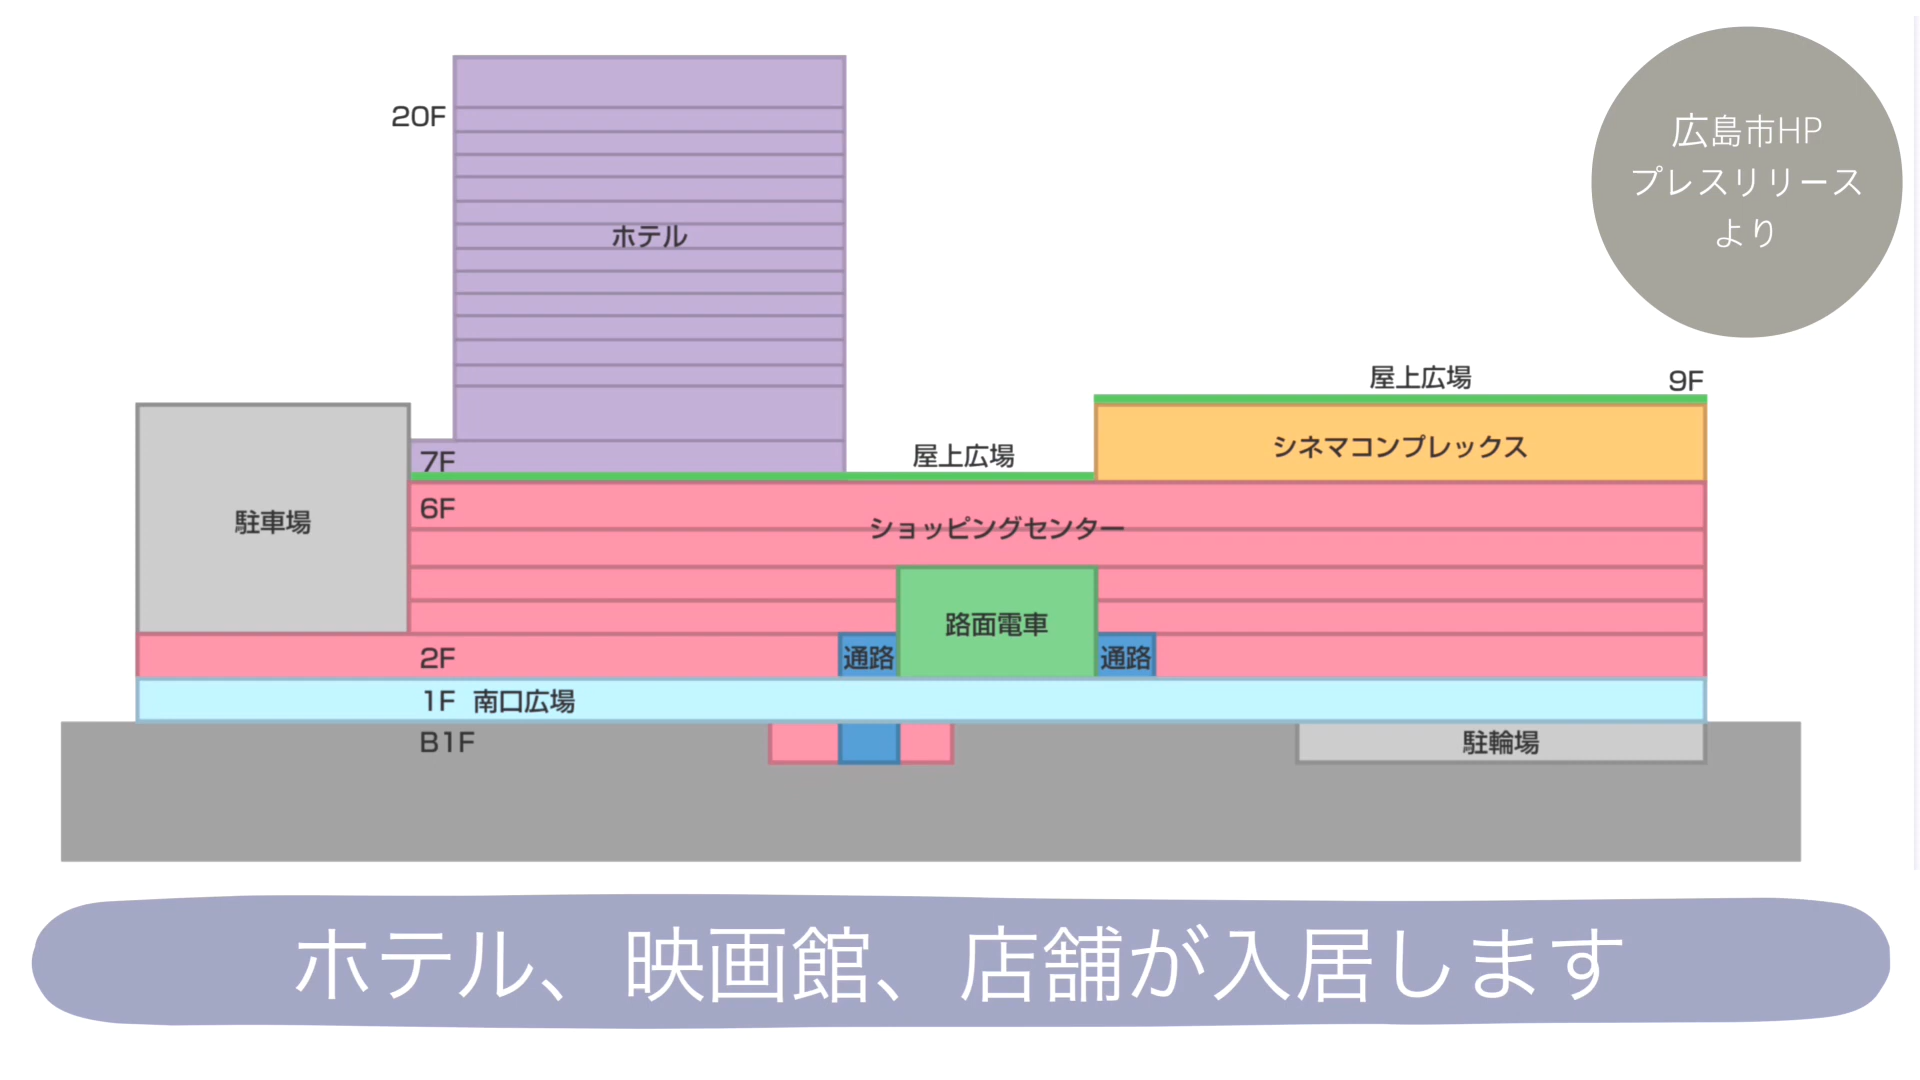 広島市HP
プレスリリース
より
20F
ホテル
屋上広場
9F
シネマコンプレックス
屋上広場
7F
6F
ショッピングセンター
駐車場
路面電車
2F
通路
通路
1F 南口広場
B1F
駐輪場
ホテル、映画館、店舗が入居します